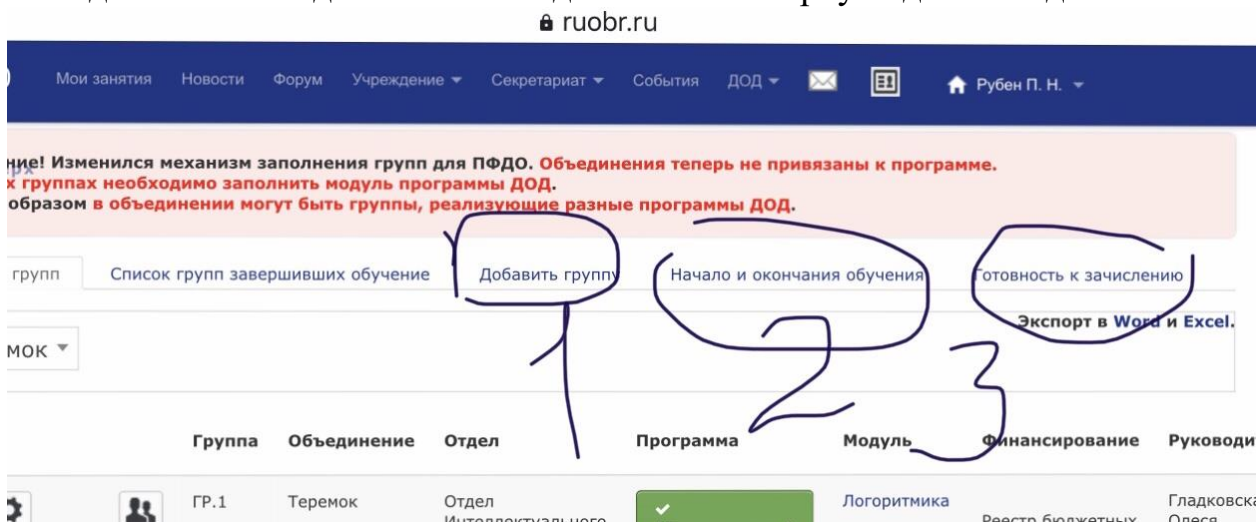 ruobr.ru
Мои занятия Новости Форум Учреждение Секретариат События ДОД Рубен П. Н.
Изменился механизм заполнения групп для ПФДО. Объединения теперь не привязаны к программе.
группах необходимо заполнить модуль программы ДОД.
образом в объединении могут быть группы, реализующие разные программы ДОД.
групп Список групп завершивших обучение Добавить группу Начало и окончания обучения Готовность к зачислению
Экспорт в Word и Excel.
мок
1 2 3
Группа Объединение Отдел Программа Модуль Финансирование
ГР.1 Теремок Отдел Логоритмика
Интеллектуального Реестр бюджетных Олеся